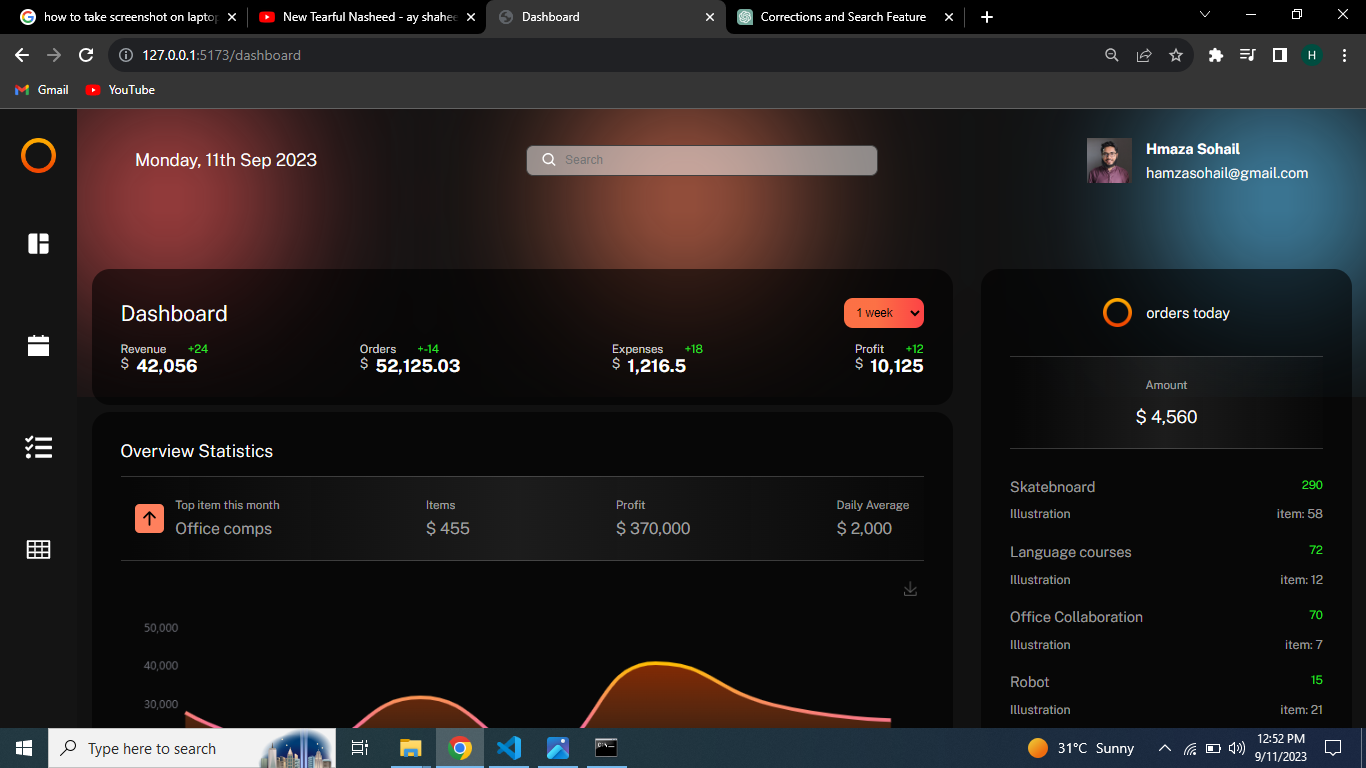 how to take screenshot on laptop
New Tearful Nasheed - ay shahee
Dashboard
Corrections and Search Feature
127.0.0.1:5173/dashboard
H
Gmail
YouTube
Monday, 11th Sep 2023
Search
Hmaza Sohail
hamzasohail@gmail.com
Dashboard
1 week
Revenue +24
$ 42,056
Orders +-14
$ 52,125.03
Expenses +18
$ 1,216.5
Profit +12
$ 10,125
orders today
Amount
$ 4,560
Overview Statistics
Top item this month
Office comps
Items
$ 455
Profit
$ 370,000
Daily Average
$ 2,000
50,000
40,000
30,000
Skatebnoard 290
Illustration item: 58
Language courses 72
Illustration item: 12
Office Collaboration 70
Illustration item: 7
Robot 15
Illustration item: 21
Type here to search
31°C Sunny
12:52 PM
9/11/2023